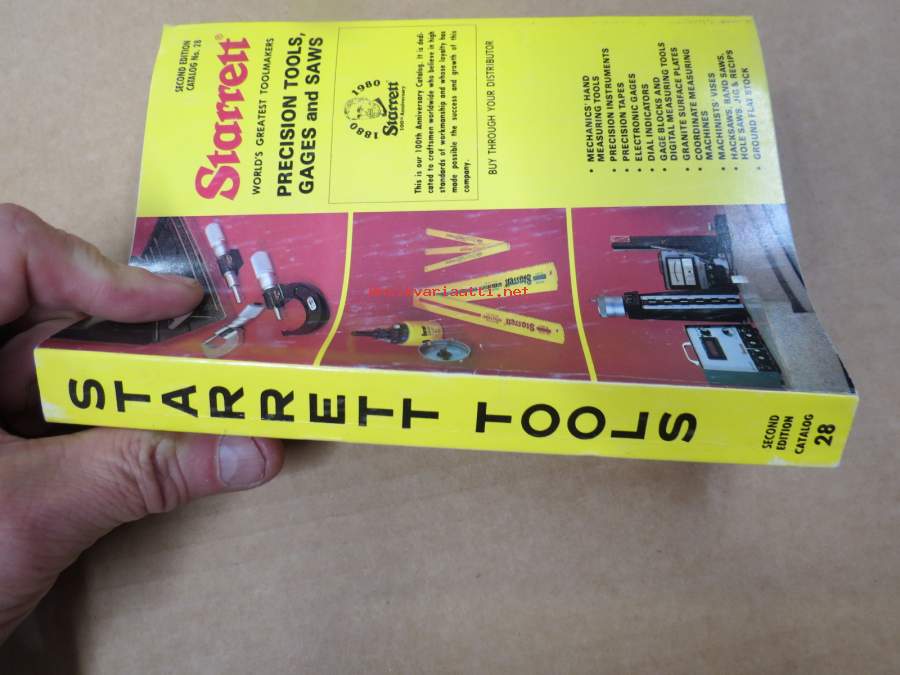 SECOND EDITION
CATALOG No. 28
Starrett®
WORLD'S GREATEST TOOLMAKERS
PRECISION TOOLS,
GAGES and SAWS
1880 1980
Starrett
100th Anniversary
This is our 100th Anniversary Catalog. It is dedi-
cated to craftsmen worldwide who believe in high
standards of workmanship and whose loyalty has
made possible the success and growth of this
company.
BUY THROUGH YOUR DISTRIBUTOR
• MECHANICS' HAND
MEASURING TOOLS
• PRECISION INSTRUMENTS
• PRECISION TAPES
• ELECTRONIC GAGES
• DIAL INDICATORS
• GAGE BLOCKS AND
DIGITAL MEASURING TOOLS
• GRANITE SURFACE PLATES
• COORDINATE MEASURING
MACHINES
• MACHINISTS' VISES
• HACKSAWS, BAND SAWS,
HOLE SAWS, JIG & RECIPS
• GROUND FLAT STOCK
Starrett
Starrett
antikvariaatti.net
STARRETT TOOLS
SECOND
EDITION
CATALOG
28